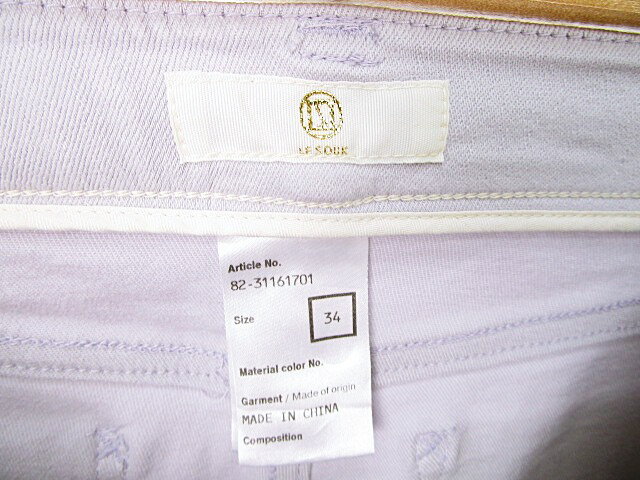 LE SOUK
Article No.
82-31161701
Size
34
Material color No.
Garment / Made of origin
MADE IN CHINA
Composition